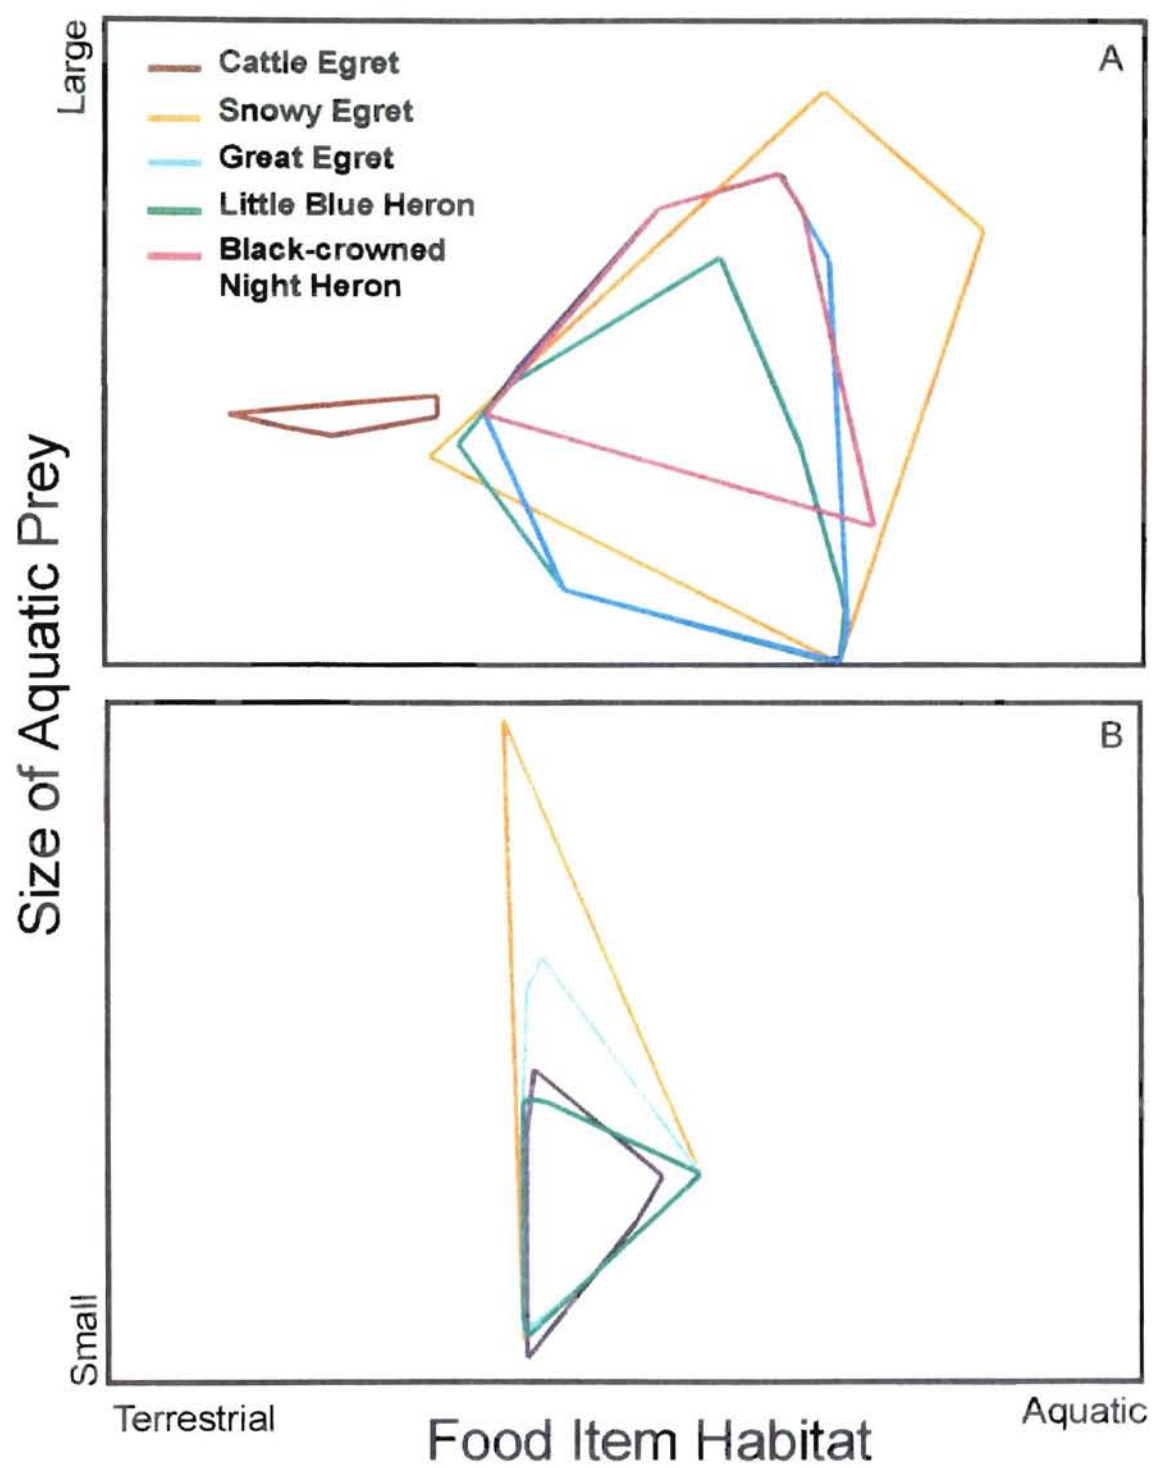 Large
A
Cattle Egret
Snowy Egret
Great Egret
Little Blue Heron
Black-crowned
Night Heron
Size of Aquatic Prey
B
Small
Terrestrial
Food Item Habitat
Aquatic